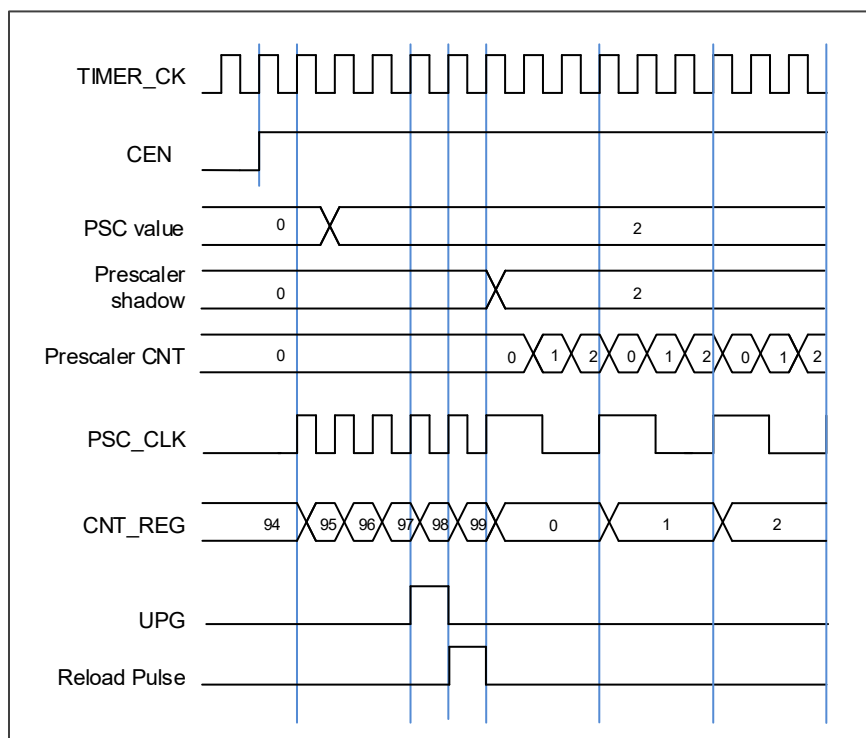 TIMER_CK
CEN
PSC value 0 2
Prescaler
shadow 0 2
Prescaler CNT 0 0 1 2 0 1 2 0 1 2
PSC_CLK
CNT_REG 94 95 96 97 98 99 0 1 2
UPG
Reload Pulse